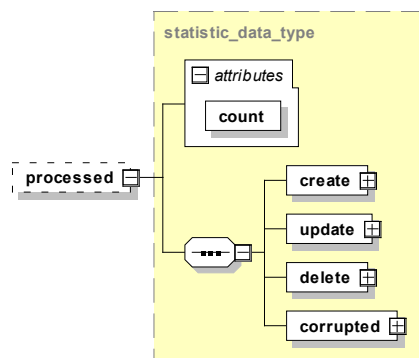 statistic_data_type
attributes
count
processed
create
update
delete
corrupted